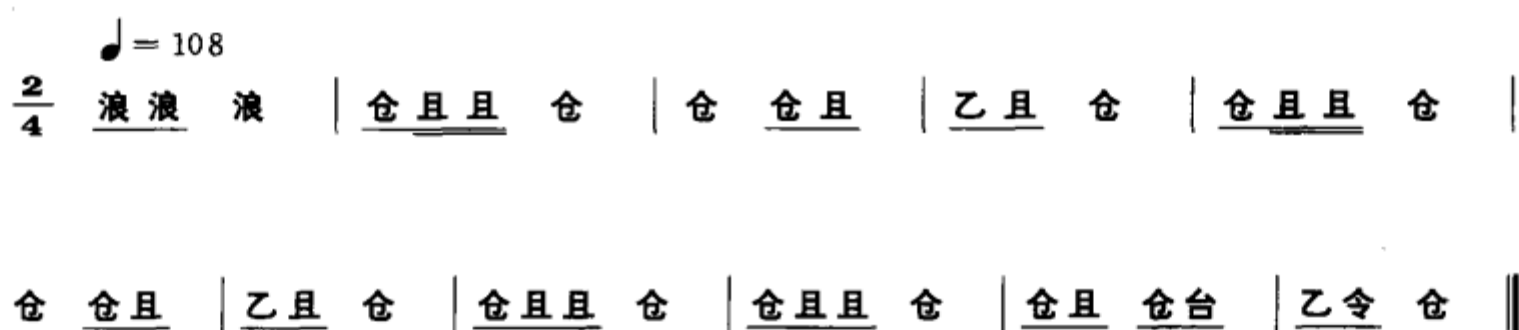 ♩= 108
2/4 浪 浪 浪 | 仓 且 且 仓 | 仓 仓 且 | 乙 且 仓 | 仓 且 且 仓 |
仓 仓 且 | 乙 且 仓 | 仓 且 且 仓 | 仓 且 且 仓 | 仓 且 仓 台 | 乙 令 仓 ‖